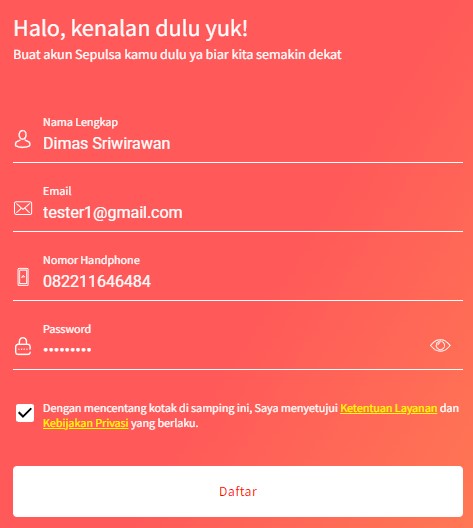 Halo, kenalan dulu yuk!
Buat akun Sepulsa kamu dulu ya biar kita semakin dekat
Nama Lengkap
Dimas Sriwirawan
Email
tester1@gmail.com
Nomor Handphone
082211646484
Password
•••••••••
Dengan mencentang kotak di samping ini, Saya menyetujui Ketentuan Layanan dan
Kebijakan Privasi yang berlaku.
Daftar